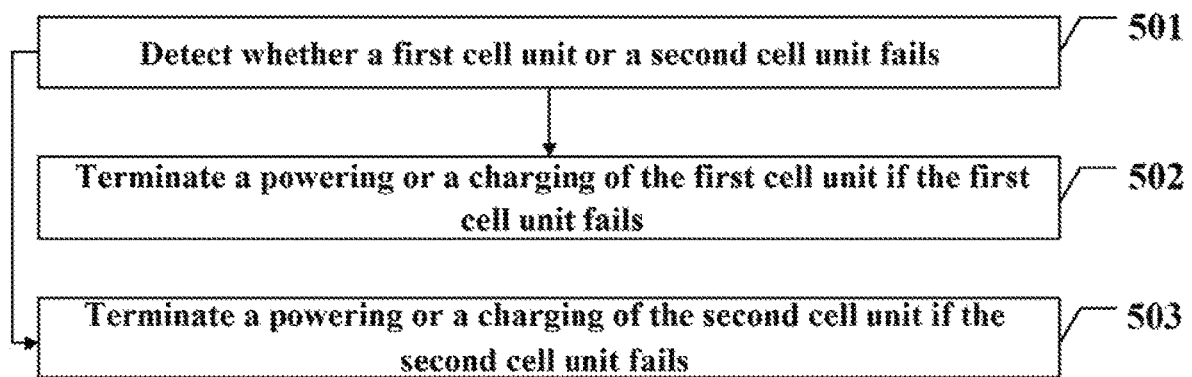 Detect whether a first cell unit or a second cell unit fails
501
Terminate a powering or a charging of the first cell unit if the first
cell unit fails
502
Terminate a powering or a charging of the second cell unit if the
second cell unit fails
503